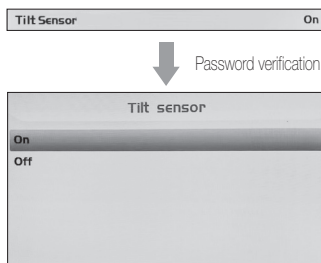 Tilt Sensor On
Password verification
Tilt sensor
On
Off